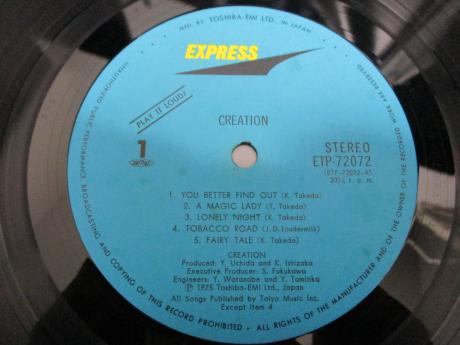 MFD. BY TOSHIBA-EMI LTD. IN JAPAN
EXPRESS
PLAY IT LOUD!
CREATION
1
STEREO
ETP-72072
(ETP-72072-A)
33⅓ r. p. m.
1. YOU BETTER FIND OUT (K. Takeda)
2. A MAGIC LADY (T. Takeda)
3. LONELY NIGHT (K. Takeda)
4. TOBACCO ROAD (J.D.Loudermilk)
5. FAIRY TALE (K. Takeda)
CREATION
Produced: Y. Uchida and K. Ishizaka
Executive Producer: S. Fukukawa
Engineers: Y. Watanabe and Y. Tominka
Ⓟ 1975 Toshiba-EMI Ltd., Japan
All Songs Published by Taiyo Music Inc.
Except Item 4
UNAUTHORIZED PUBLIC PERFORMANCE, BROADCASTING AND COPYING OF THIS RECORD PROHIBITED · ALL RIGHTS OF THE MANUFACTURER AND OF THE OWNER OF THE RECORDED WORK ARE RESERVED